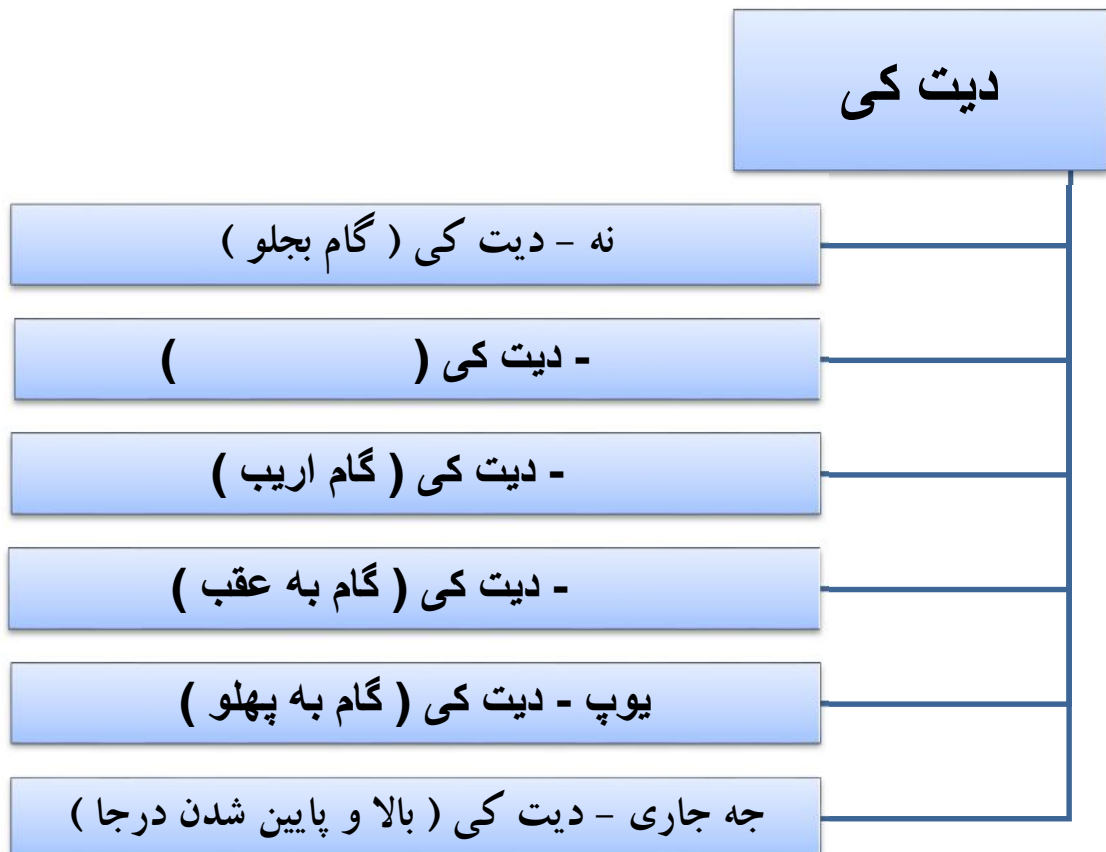 دیت کی
نه – دیت کی ( گام بجلو )
- دیت کی (                )
- دیت کی ( گام اریب )
- دیت کی ( گام به عقب )
یوپ - دیت کی ( گام به پهلو )
جه جاری – دیت کی ( بالا و پایین شدن درجا )